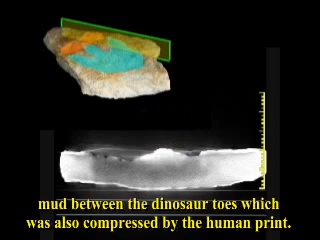 mud between the dinosaur toes which
was also compressed by the human print.